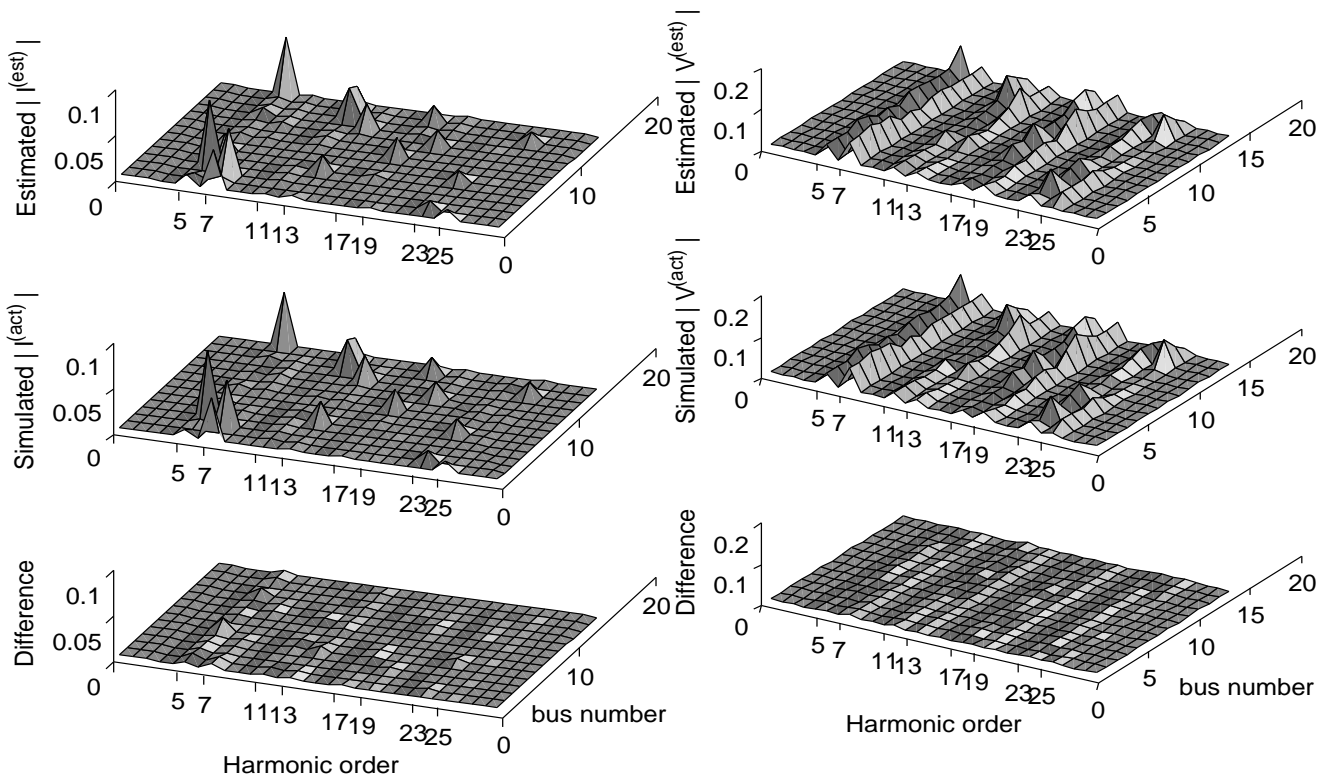 Estimated | I(est) |
0.1
0.05
0
5 7 11 13 17 19 23 25
0
10
20
Estimated | V(est) |
0.2
0.1
0
5 7 11 13 17 19 23 25
0
5
10
15
20
Simulated | I(act) |
0.1
0.05
0
5 7 11 13 17 19 23 25
0
10
20
Simulated | V(act) |
0.2
0.1
0
5 7 11 13 17 19 23 25
0
5
10
15
20
Difference
0.1
0.05
0
5 7 11 13 17 19 23 25
0
10
20
bus number
Harmonic order
Difference
0.2
0.1
0
5 7 11 13 17 19 23 25
0
5
10
15
20
bus number
Harmonic order